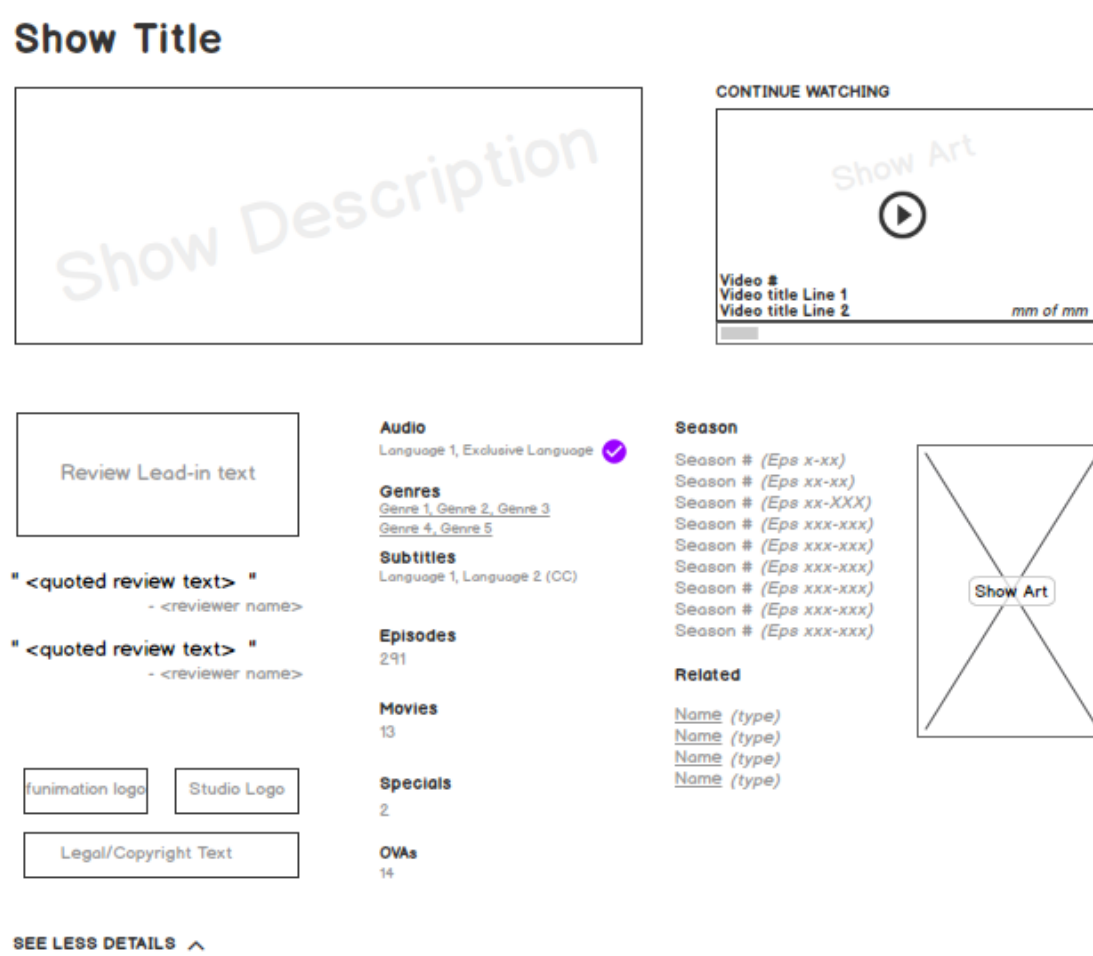 Show Title
Show Description
CONTINUE WATCHING
Show Art
Video #
Video title Line 1
Video title Line 2
mm of mm
Review Lead-in text
" <quoted review text> "
- <reviewer name>
" <quoted review text> "
- <reviewer name>
funimation logo
Studio Logo
Legal/Copyright Text
Audio
Language 1, Exclusive Language
Genres
Genre 1, Genre 2, Genre 3
Genre 4, Genre 5
Subtitles
Language 1, Language 2 (CC)
Episodes
291
Movies
13
Specials
2
OVAs
14
Season
Season # (Eps x-xx)
Season # (Eps xx-xx)
Season # (Eps xx-XXX)
Season # (Eps xxx-xxx)
Season # (Eps xxx-xxx)
Season # (Eps xxx-xxx)
Season # (Eps xxx-xxx)
Season # (Eps xxx-xxx)
Season # (Eps xxx-xxx)
Related
Name (type)
Name (type)
Name (type)
Name (type)
Show Art
SEE LESS DETAILS